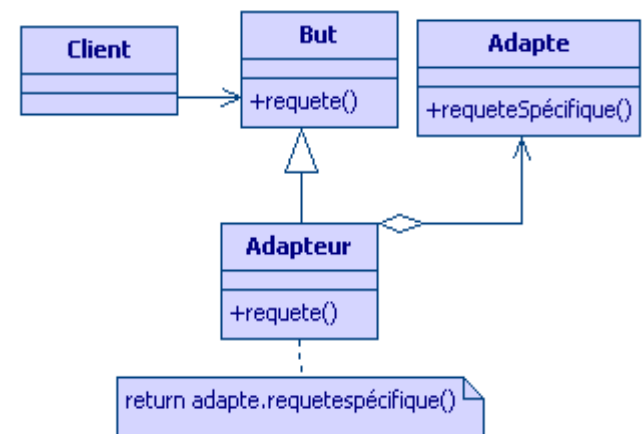 Client
But
+requete()
Adapte
+requeteSpécifique()
Adapteur
+requete()
return adapte.requetespécifique()